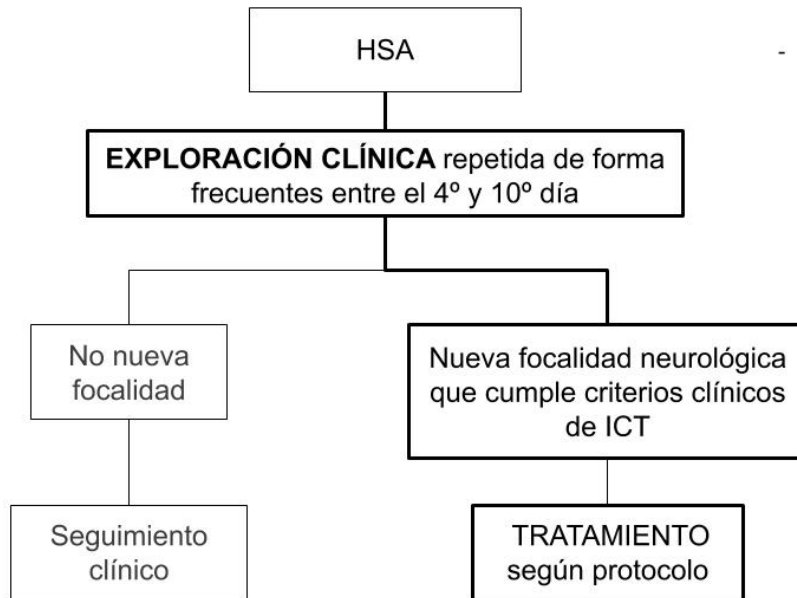 HSA
-
EXPLORACIÓN CLÍNICA repetida de forma
frecuentes entre el 4º y 10º día
No nueva
focalidad
Nueva focalidad neurológica
que cumple criterios clínicos
de ICT
Seguimiento
clínico
TRATAMIENTO
según protocolo